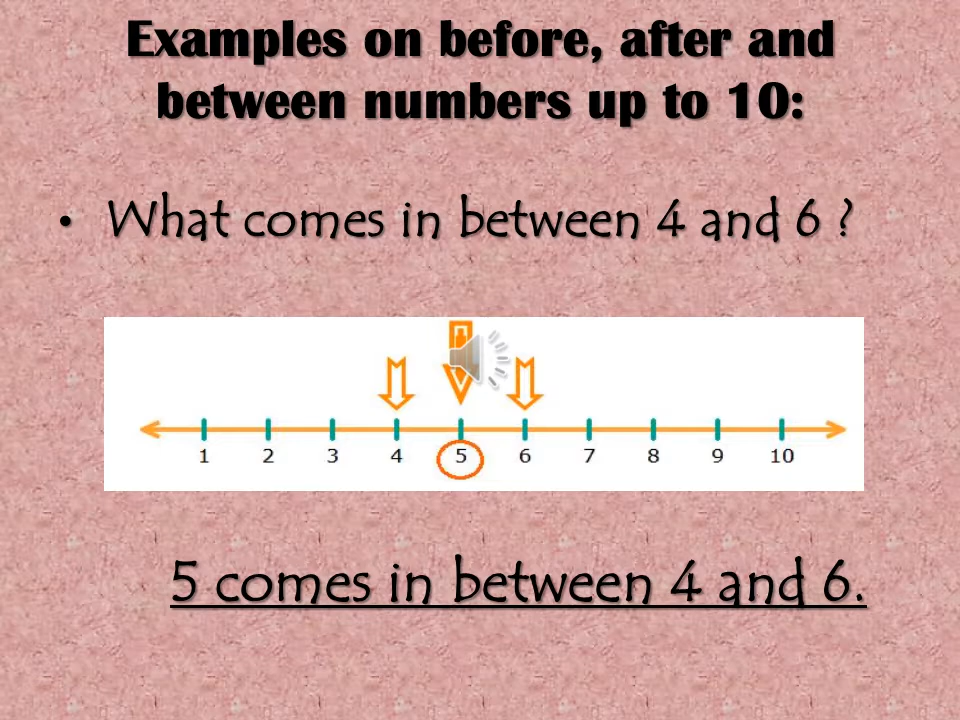 Examples on before, after and
between numbers up to 10:
• What comes in between 4 and 6 ?
1 2 3 4 5 6 7 8 9 10
5 comes in between 4 and 6.